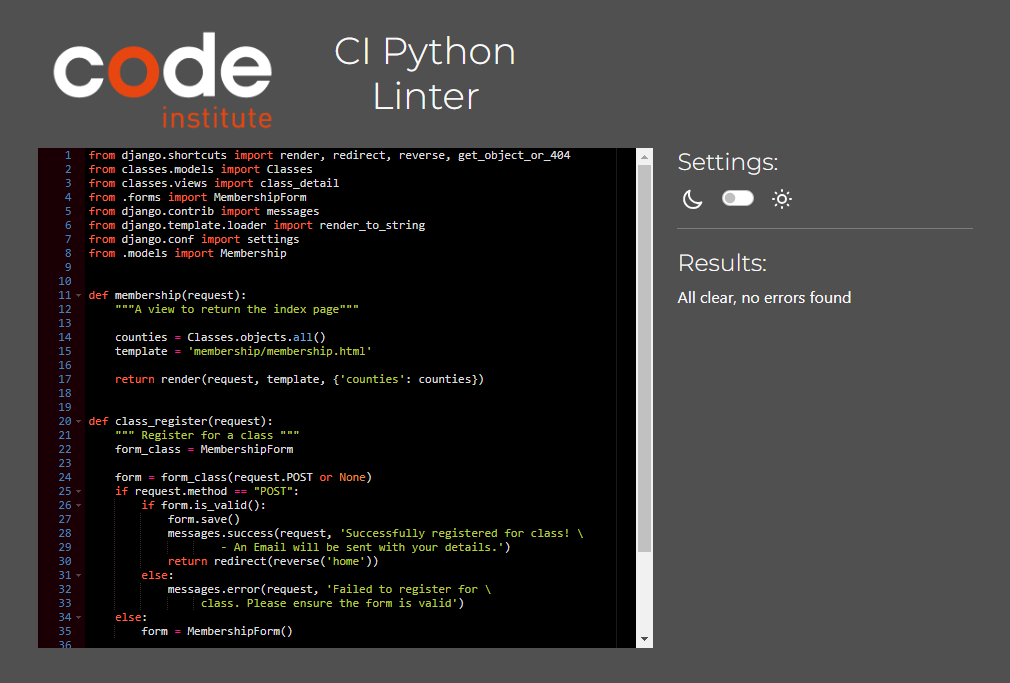 code
institute
CI Python
Linter
1 from django.shortcuts import render, redirect, reverse, get_object_or_404
2 from classes.models import Classes
3 from classes.views import class_detail
4 from .forms import MembershipForm
5 from django.contrib import messages
6 from django.template.loader import render_to_string
7 from django.conf import settings
8 from .models import Membership
9
10
11 def membership(request):
12     """A view to return the index page"""
13
14     counties = Classes.objects.all()
15     template = 'membership/membership.html'
16
17     return render(request, template, {'counties': counties})
18
19
20 def class_register(request):
21     """ Register for a class """
22     form_class = MembershipForm
23
24     form = form_class(request.POST or None)
25     if request.method == "POST":
26         if form.is_valid():
27             form.save()
28             messages.success(request, 'Successfully registered for class! \
29                     - An Email will be sent with your details.')
30             return redirect(reverse('home'))
31         else:
32             messages.error(request, 'Failed to register for \
33                  class. Please ensure the form is valid')
34     else:
35         form = MembershipForm()
36
Settings:
Results:
All clear, no errors found